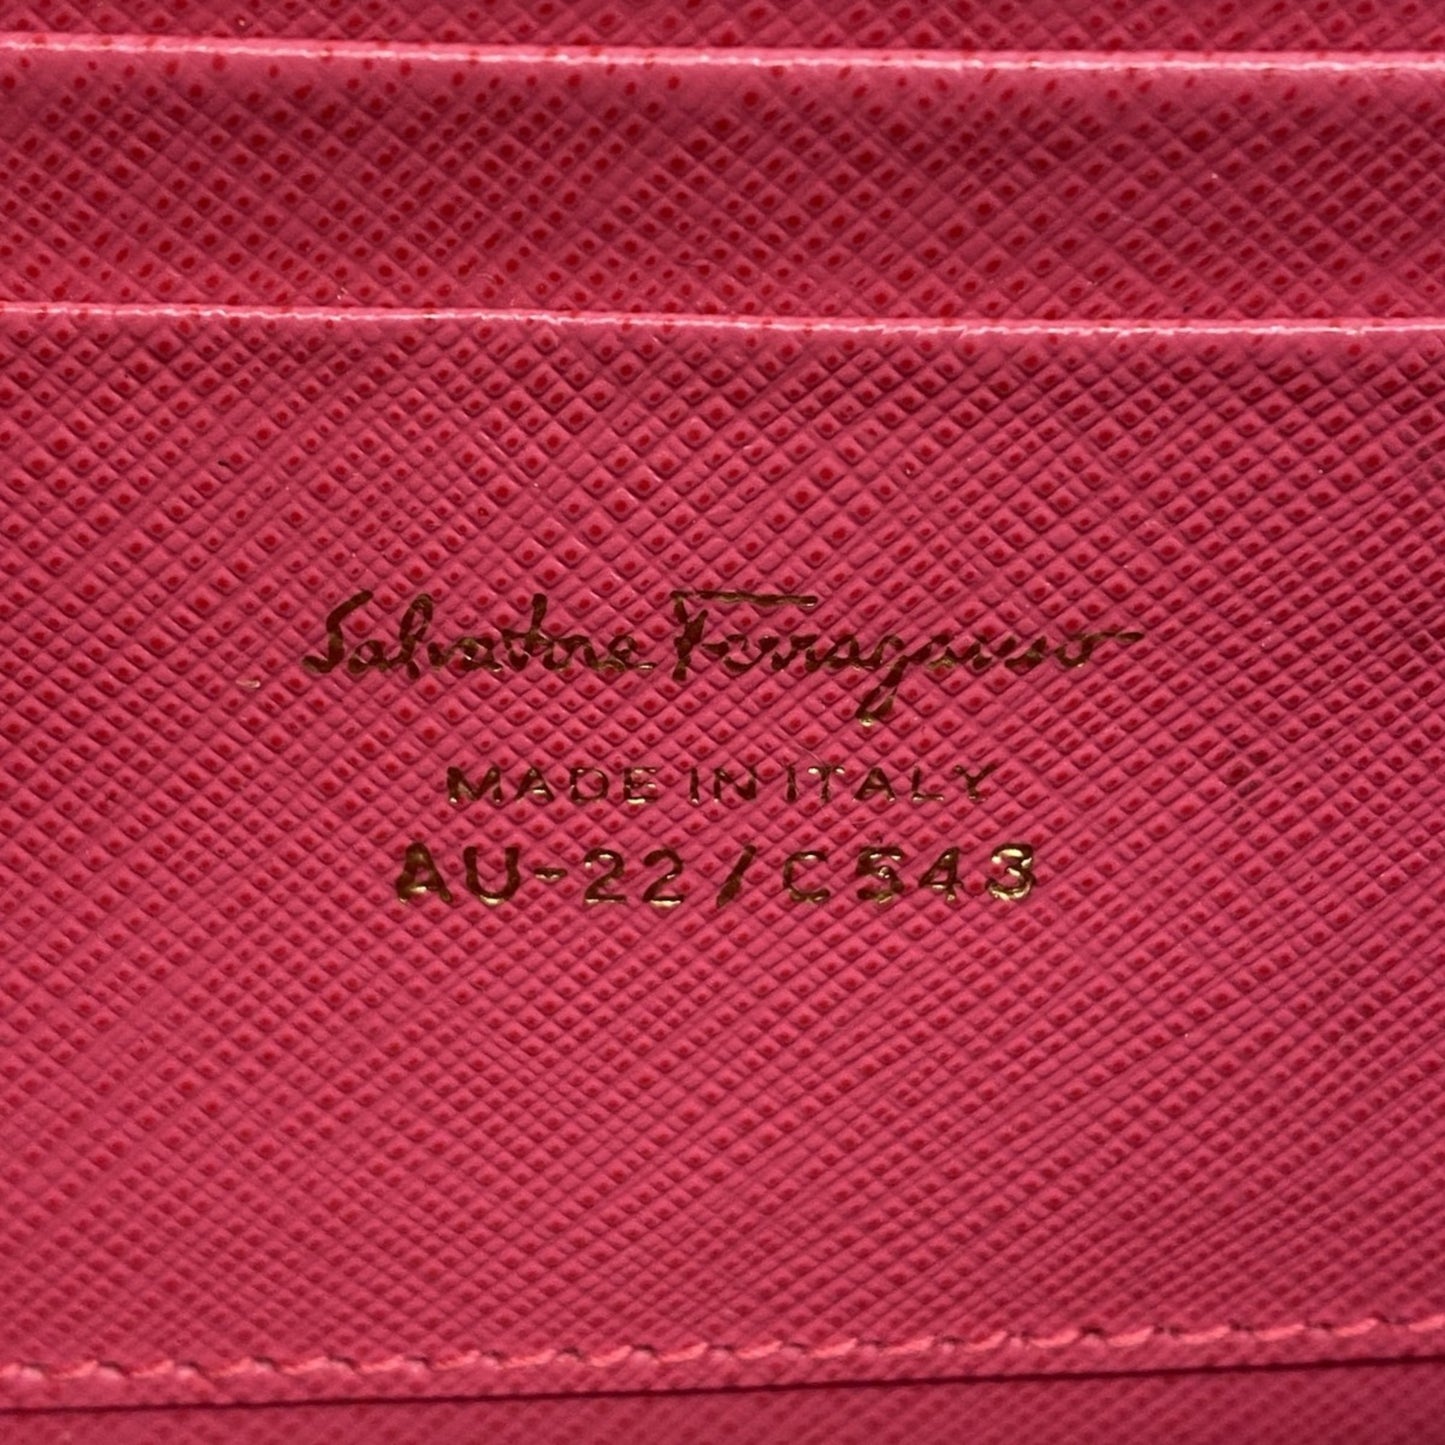 Salvatore Ferragamo
MADE IN ITALY
AU-22/C543